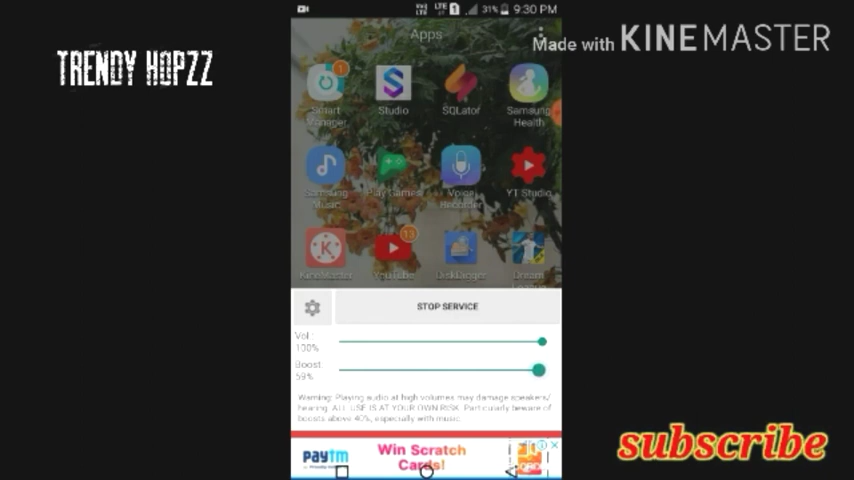 9:30 PM
31%
Apps
Made with KINEMASTER
TRENDY HOPZZ
1
Smart Manager
Studio
SQLator
Samsung Health
Samsung Music
Play Games
Voice Recorder
YT Studio
13
KineMaster
YouTube
DiskDigger
Dream League
STOP SERVICE
Vol.:
100%
Boost:
59%
Warning: Playing audio at high volumes may damage speakers/
hearing. ALL USE IS AT YOUR OWN RISK. Particularly beware of
boosts above 40%, especially with music.
paytm
Win Scratch
Cards!
subscribe